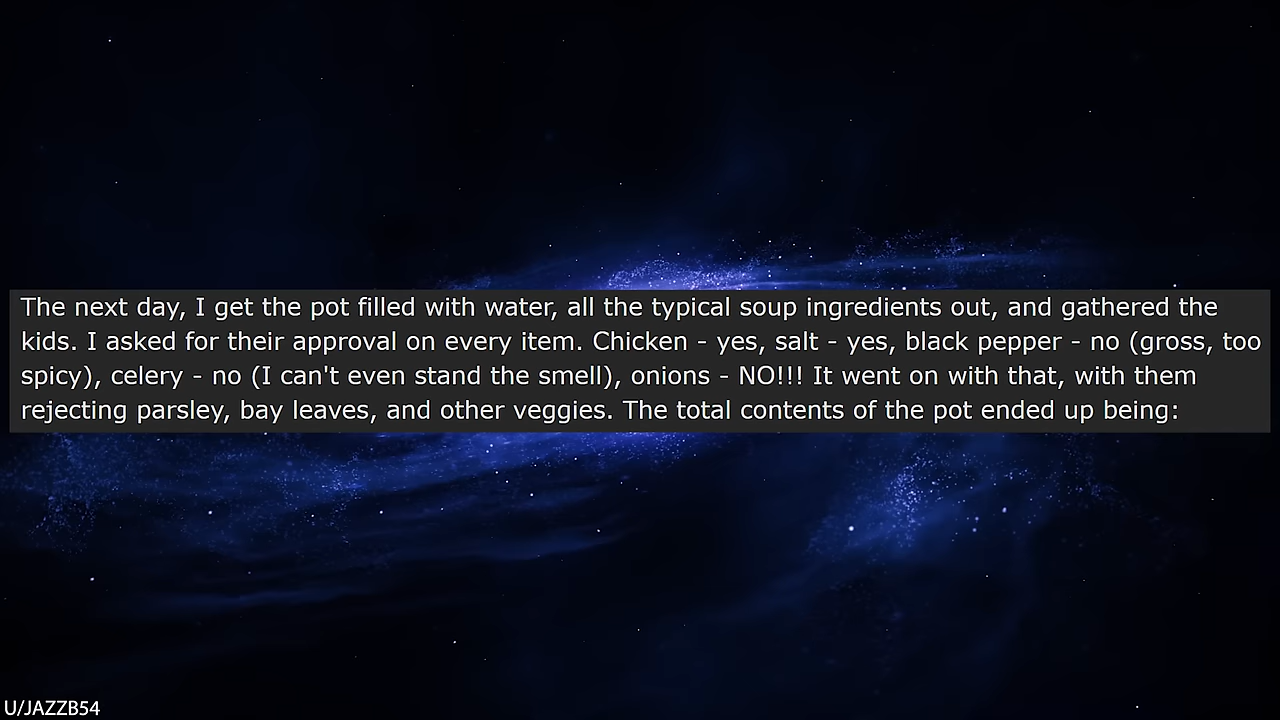 The next day, I get the pot filled with water, all the typical soup ingredients out, and gathered the
kids. I asked for their approval on every item. Chicken - yes, salt - yes, black pepper - no (gross, too
spicy), celery - no (I can't even stand the smell), onions - NO!!! It went on with that, with them
rejecting parsley, bay leaves, and other veggies. The total contents of the pot ended up being:
U/JAZZB54